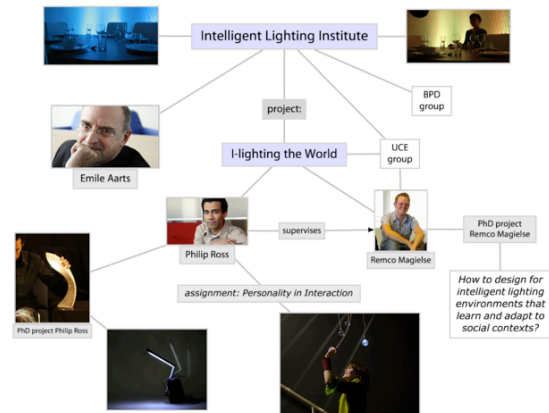 Intelligent Lighting Institute
BPD
group
project:
I-lighting the World
UCE
group
Emile Aarts
supervises
PhD project
Remco Magielse
Philip Ross
Remco Magielse
assignment: Personality in Interaction
How to design for
intelligent lighting
environments that
learn and adapt to
social contexts?
PhD project Philip Ross